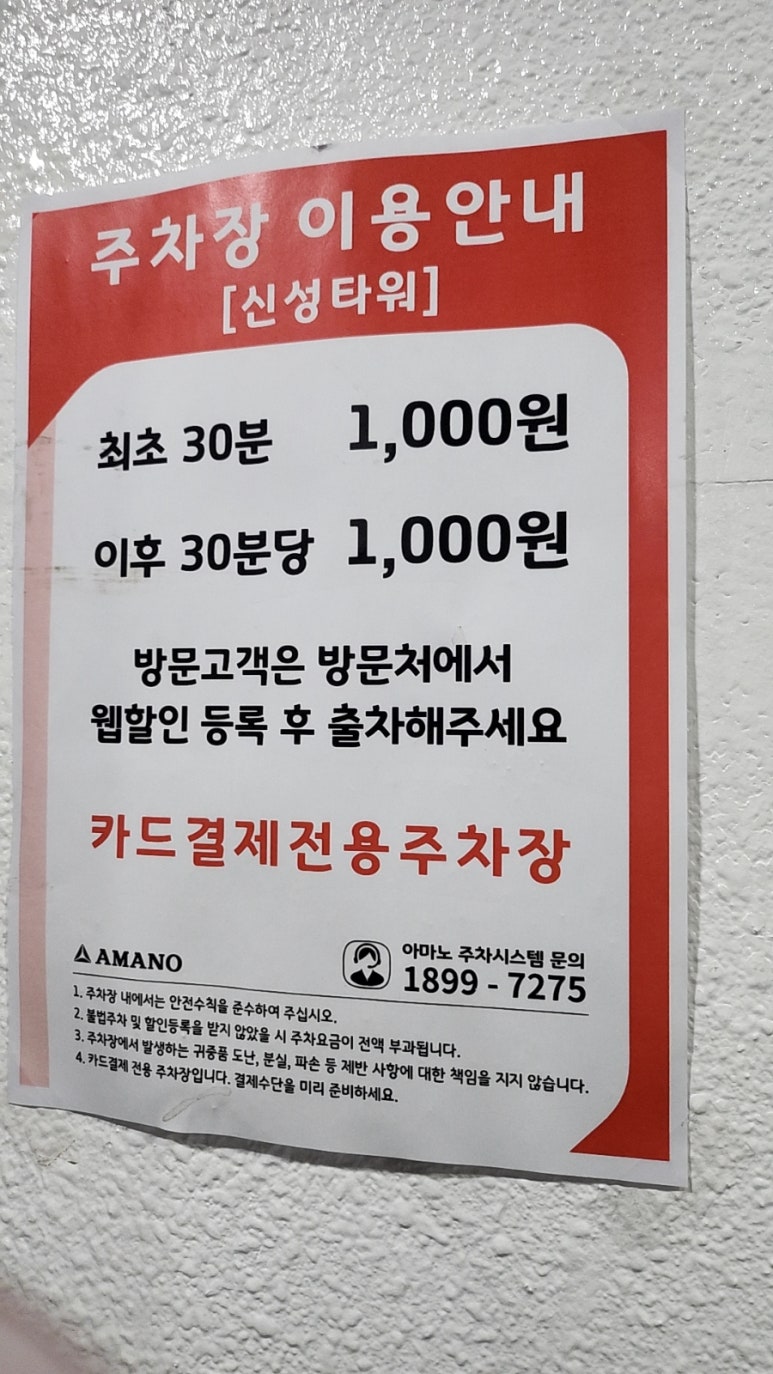 주차장 이용안내
[신성타워]
최초 30분 1,000원
이후 30분당 1,000원
방문고객은 방문처에서
웹할인 등록 후 출차해주세요
카드결제전용주차장
AMANO
아마노 주차시스템 문의
1899 - 7275
1. 주차장 내에서는 안전수칙을 준수하여 주십시오.
2. 불법주차 및 할인등록을 받지 않았을 시 주차요금이 전액 부과됩니다.
3. 주차장에서 발생하는 귀중품 도난, 분실, 파손 등 제반 사항에 대한 책임을 지지 않습니다.
4. 카드결제 전용 주차장입니다. 결제수단을 미리 준비하세요.